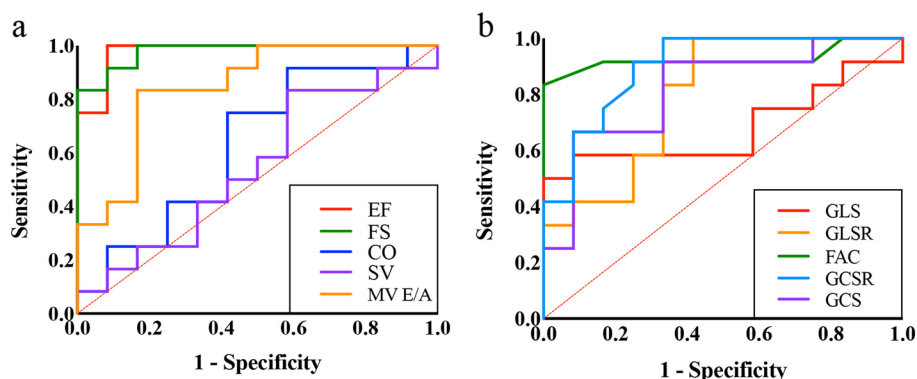 a
1.0
0.8
0.6
0.4
0.2
0.0
Sensitivity
0.0 0.2 0.4 0.6 0.8 1.0
1 - Specificity
EF
FS
CO
SV
MV E/A
b
1.0
0.8
0.6
0.4
0.2
0.0
Sensitivity
0.0 0.2 0.4 0.6 0.8 1.0
1 - Specificity
GLS
GLSR
FAC
GCSR
GCS